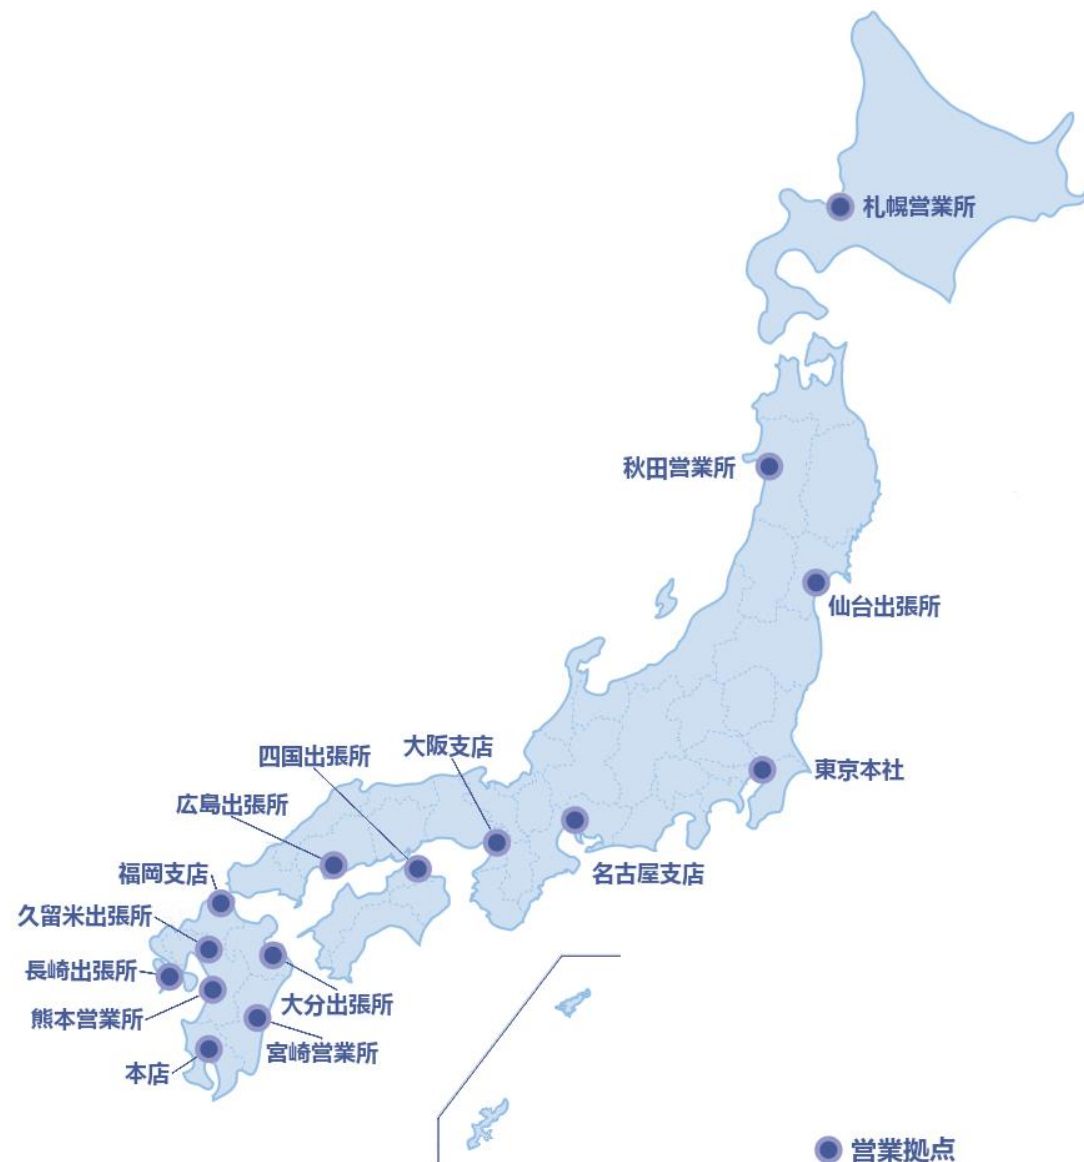 札幌営業所
秋田営業所
仙台出張所
大阪支店
四国出張所
東京本社
広島出張所
名古屋支店
福岡支店
久留米出張所
長崎出張所
大分出張所
熊本営業所
宮崎営業所
本店
営業拠点